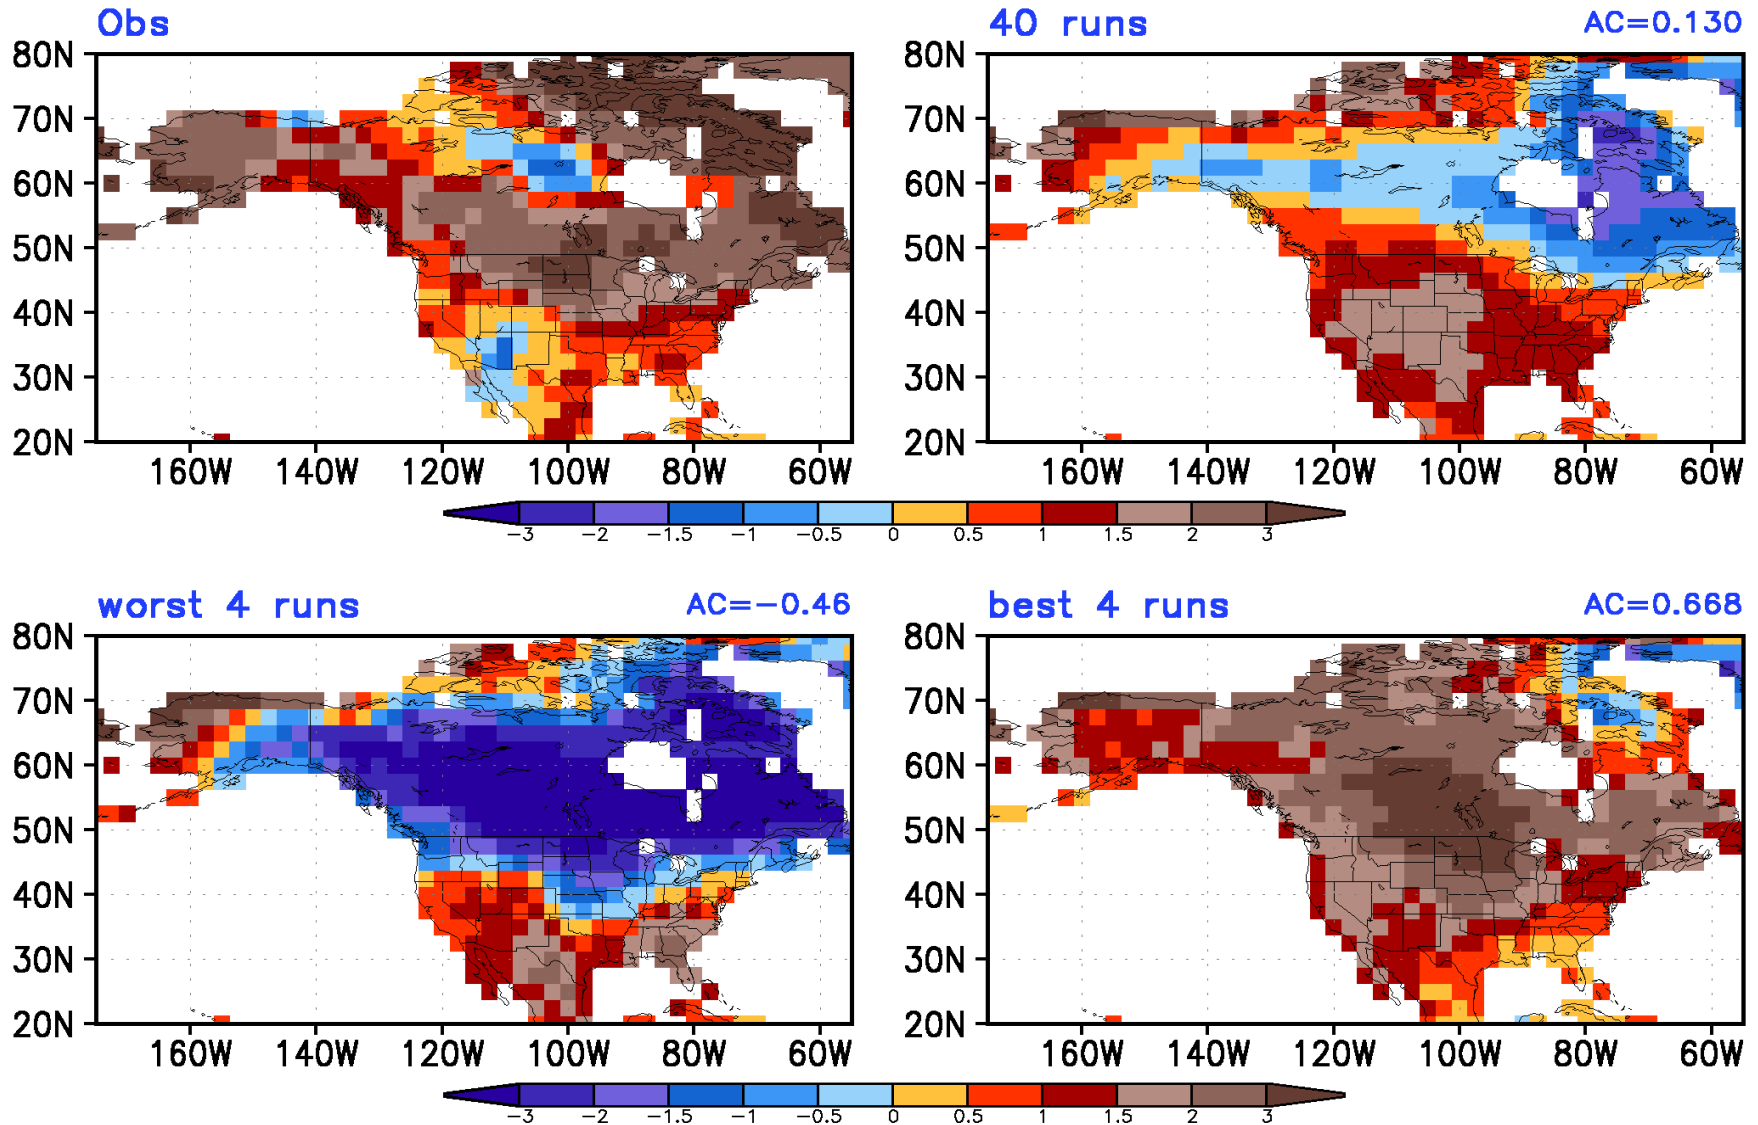 Obs
40 runs AC=0.130
80N 80N
70N 70N
60N 60N
50N 50N
40N 40N
30N 30N
20N 20N
160W 140W 120W 100W 80W 60W 160W 140W 120W 100W 80W 60W
−3 −2 −1.5 −1 −0.5 0 0.5 1 1.5 2 3
worst 4 runs AC=−0.46
best 4 runs AC=0.668
80N 80N
70N 70N
60N 60N
50N 50N
40N 40N
30N 30N
20N 20N
160W 140W 120W 100W 80W 60W 160W 140W 120W 100W 80W 60W
−3 −2 −1.5 −1 −0.5 0 0.5 1 1.5 2 3